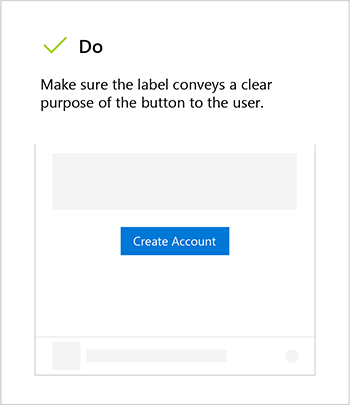 Do
Make sure the label conveys a clear
purpose of the button to the user.
Create Account